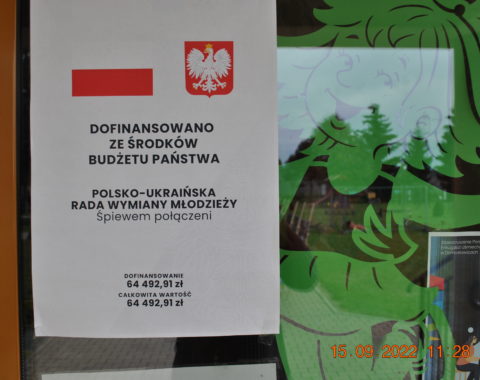 DOFINANSOWANO
ZE ŚRODKÓW
BUDŻETU PAŃSTWA
POLSKO-UKRAIŃSKA
RADA WYMIANY MŁODZIEŻY
Śpiewem połączeni
DOFINANSOWANIE
64 492,91 zł
CAŁKOWITA WARTOŚĆ
64 492,91 zł
15.09.2022 11:28